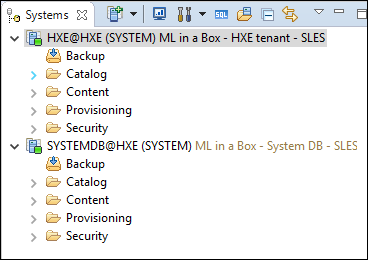 Systems
SQL
HXE@HXE (SYSTEM) ML in a Box - HXE tenant - SLES
Backup
Catalog
Content
Provisioning
Security
SYSTEMDB@HXE (SYSTEM) ML in a Box - System DB - SLES
Backup
Catalog
Content
Provisioning
Security